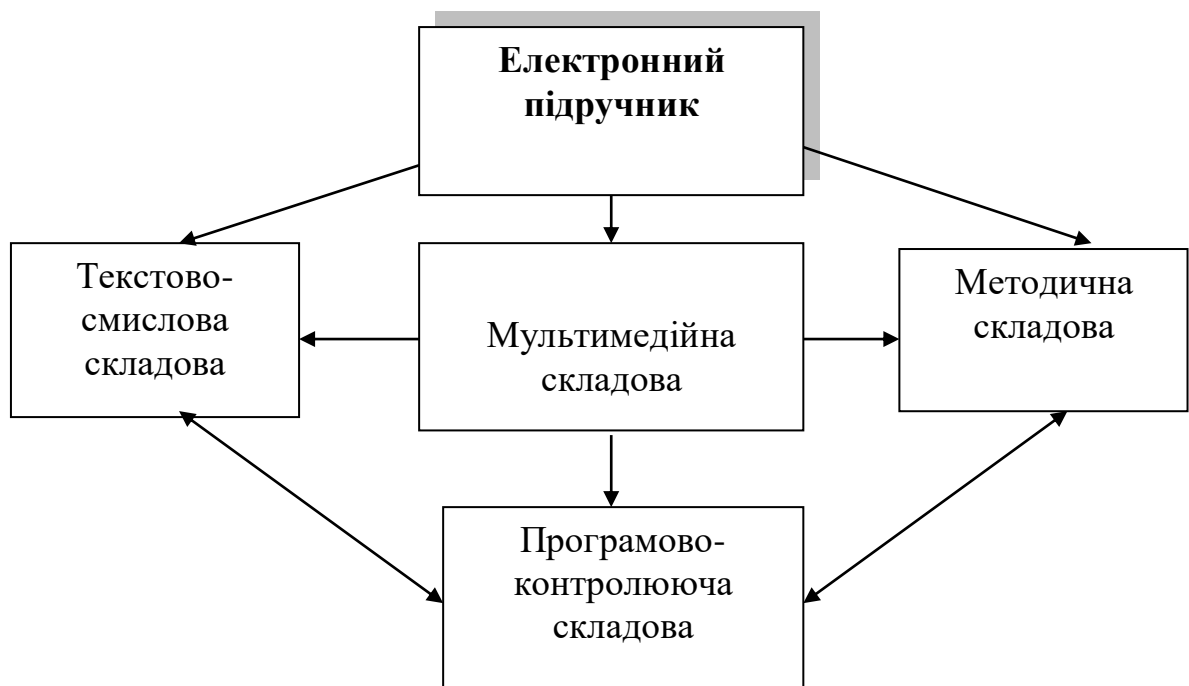 Електронний
підручник
Текстово-
смислова
складова
Мультимедійна
складова
Методична
складова
Програмово-
контролююча
складова